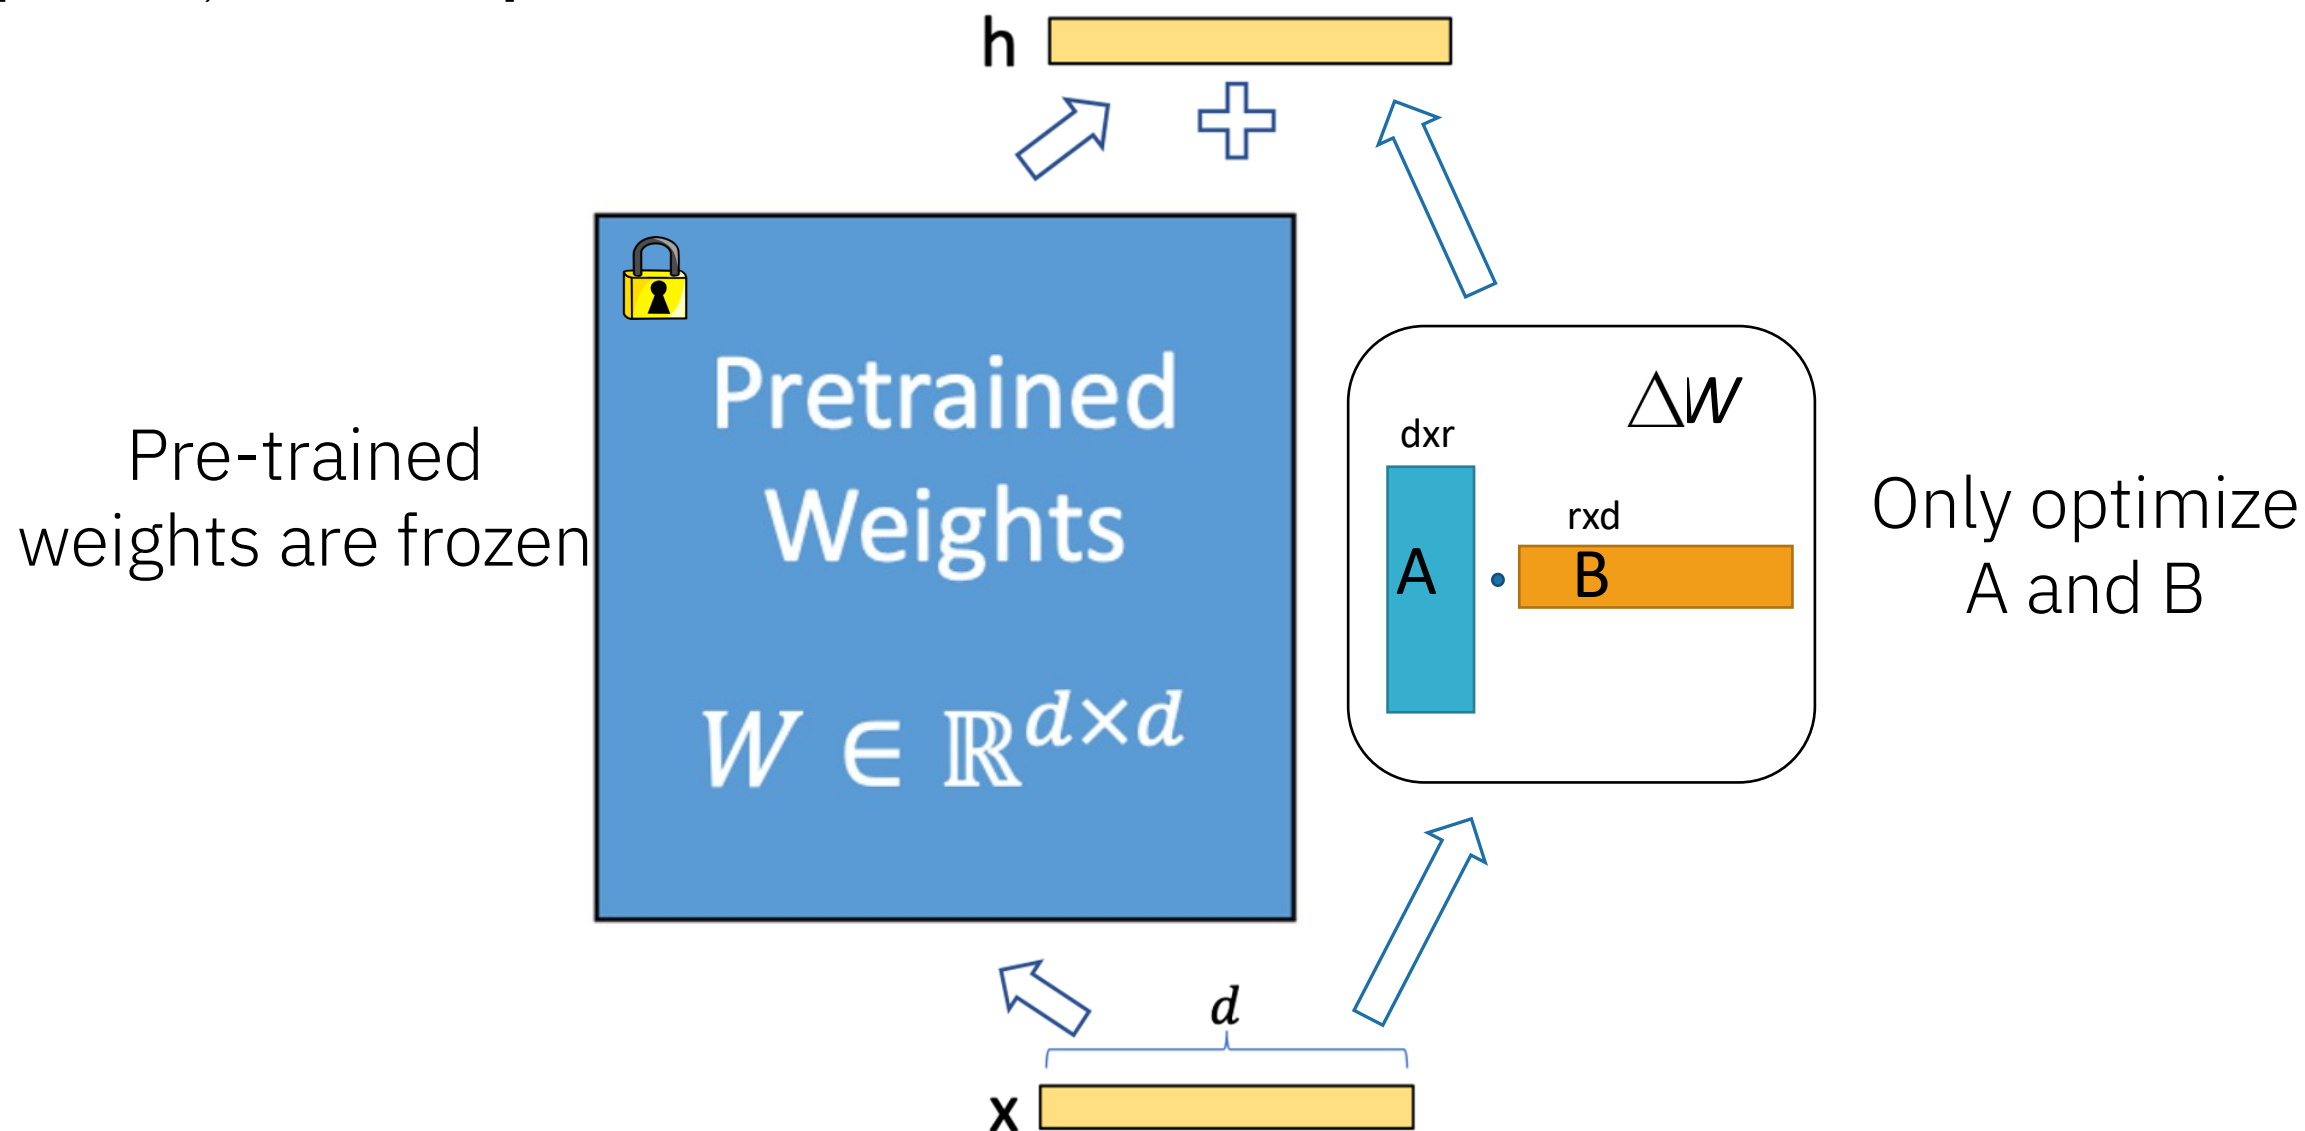 h
Pretrained
Weights
W ∈ ℝ^{d×d}
Pre-trained
weights are frozen
ΔW
dxr
rxd
A
B
Only optimize
A and B
d
x